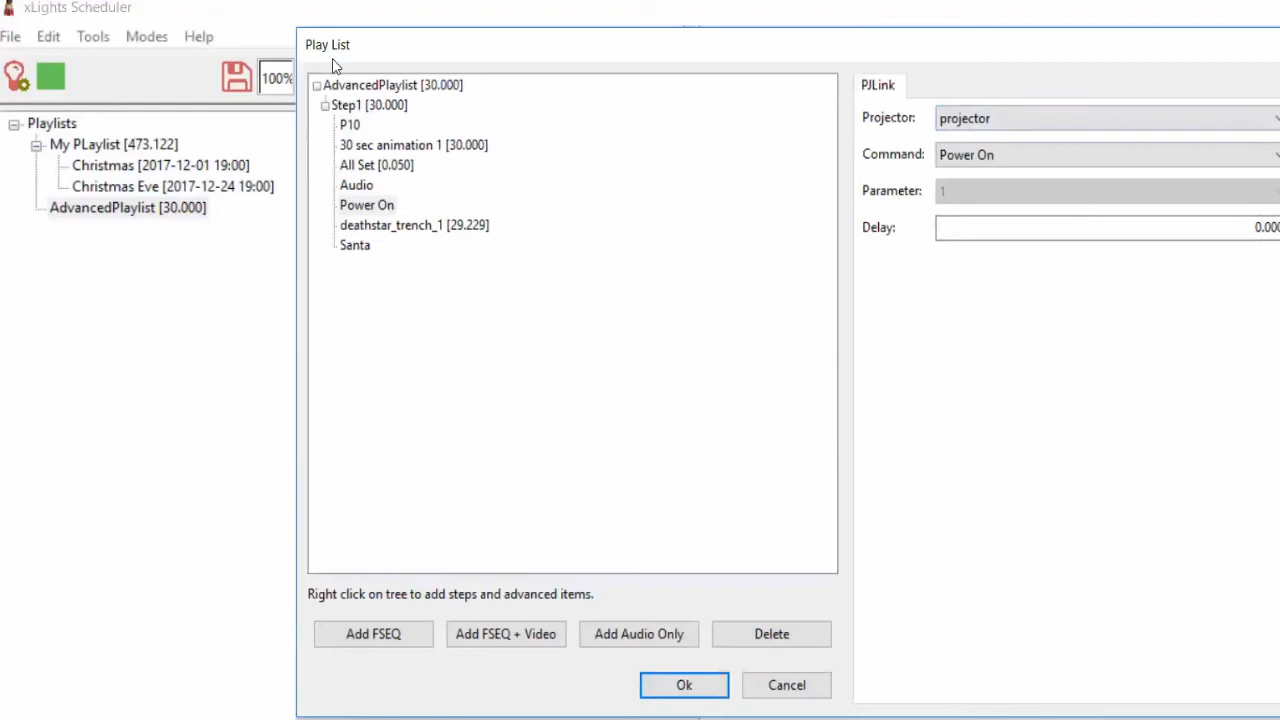 xLights Scheduler
File Edit Tools Modes Help
100%
Playlists
My PLaylist [473.122]
Christmas [2017-12-01 19:00]
Christmas Eve [2017-12-24 19:00]
AdvancedPlaylist [30.000]
Play List
AdvancedPlaylist [30.000]
Step1 [30.000]
P10
30 sec animation 1 [30.000]
All Set [0.050]
Audio
Power On
deathstar_trench_1 [29.229]
Santa
Right click on tree to add steps and advanced items.
Add FSEQ Add FSEQ + Video Add Audio Only Delete
Ok Cancel
PJLink
Projector: projector
Command: Power On
Parameter: 1
Delay: 0.000